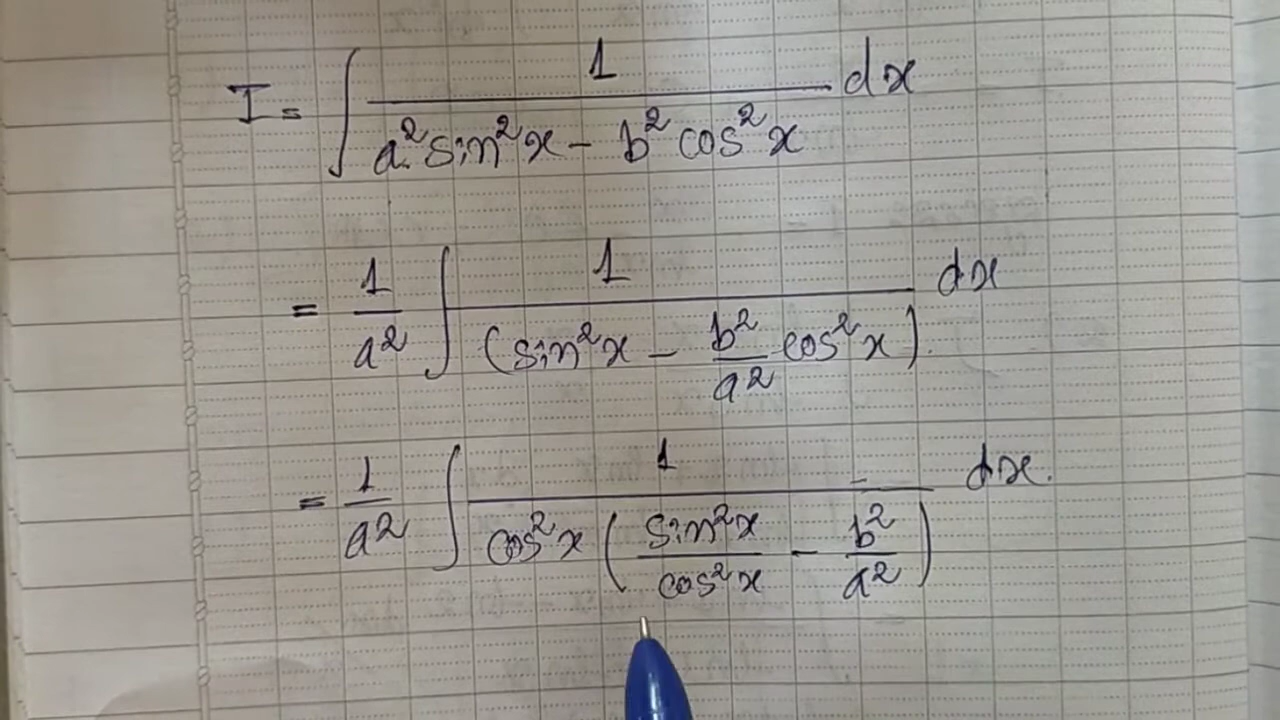 I = ∫ 1/(a² sin²x − b² cos²x) dx
= 1/a² ∫ 1/(sin²x − b²/a² cos²x) dx
= 1/a² ∫ 1/(cos²x (sin²x/cos²x − b²/a²)) dx.